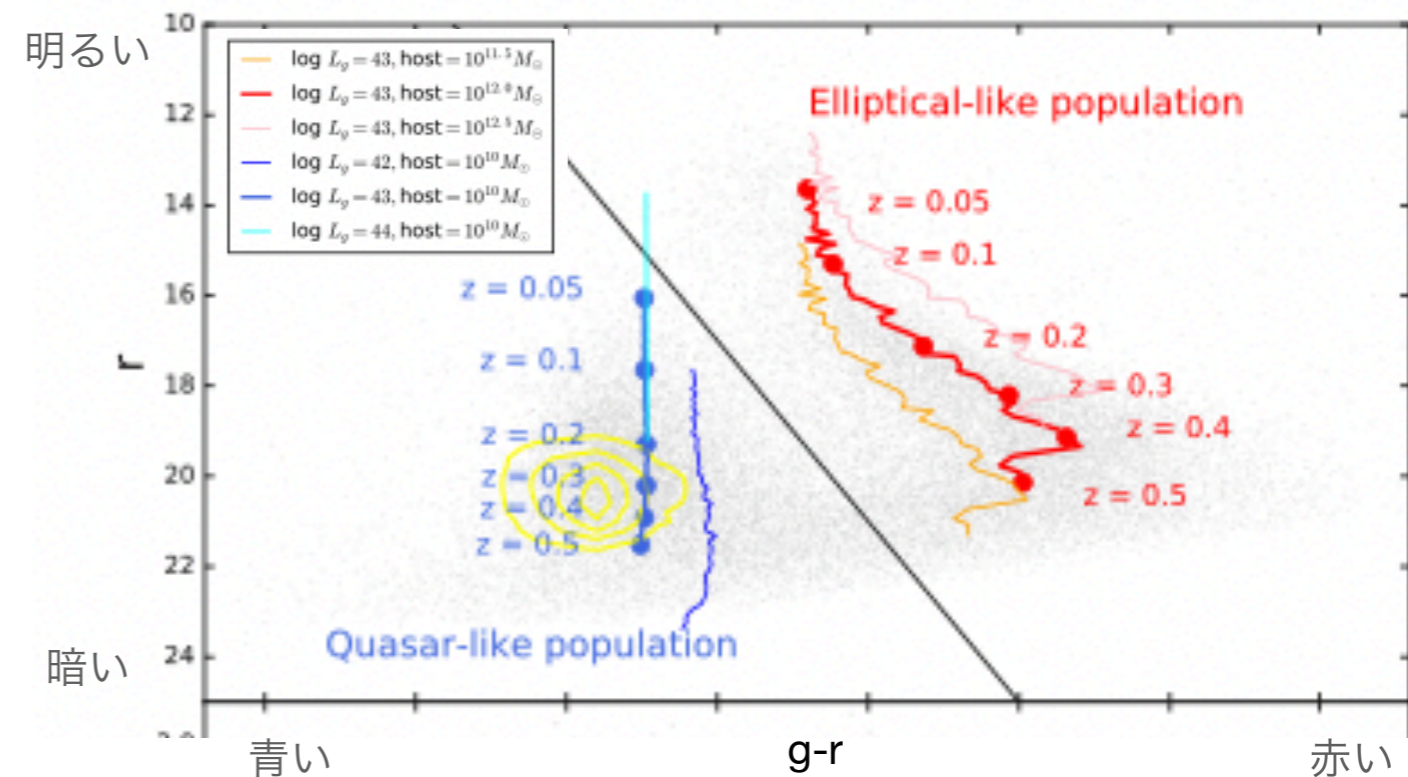 明るい
暗い
r
10
12
14
16
18
20
22
24
log L_g = 43, host = 10^{11.5} M_⊙
log L_g = 43, host = 10^{12.0} M_⊙
log L_g = 43, host = 10^{12.5} M_⊙
log L_g = 42, host = 10^{10} M_⊙
log L_g = 43, host = 10^{10} M_⊙
log L_g = 44, host = 10^{10} M_⊙
Elliptical-like population
z = 0.05
z = 0.1
z = 0.2
z = 0.3
z = 0.4
z = 0.5
z = 0.05
z = 0.1
z = 0.2
z = 0.3
z = 0.4
z = 0.5
Quasar-like population
青い
g-r
赤い